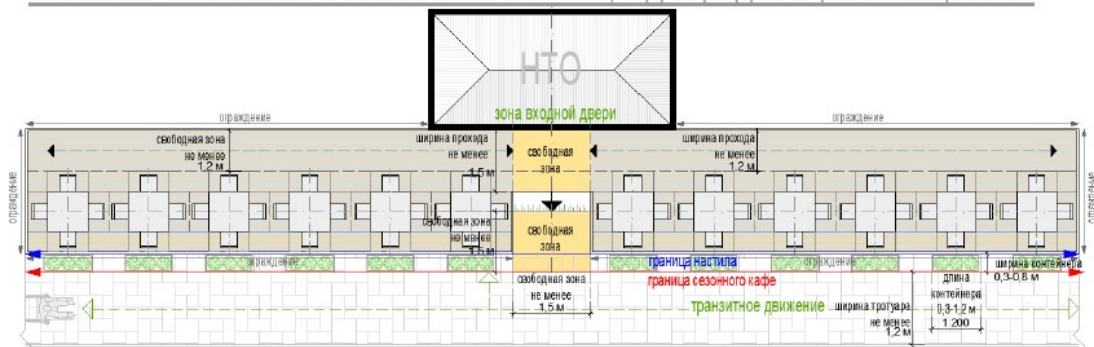 НТО
зона входной двери
ограждение
ограждение
свободная зона
не менее
1,2 м
ширина прохода
не менее
1,5 м
свободная
зона
ширина прохода
не менее
1,2 м
ограждение
ограждение
свободная зона
не менее
1,5 м
свободная
зона
ограждение
граница настила
ограждение
ширина контейнера
0,3-0,8 м
граница сезонного кафе
свободная зона
не менее
1,5 м
транзитное движение
ширина тротуара
не менее
1,2 м
длина
контейнера
0,3-1,2 м
1 200